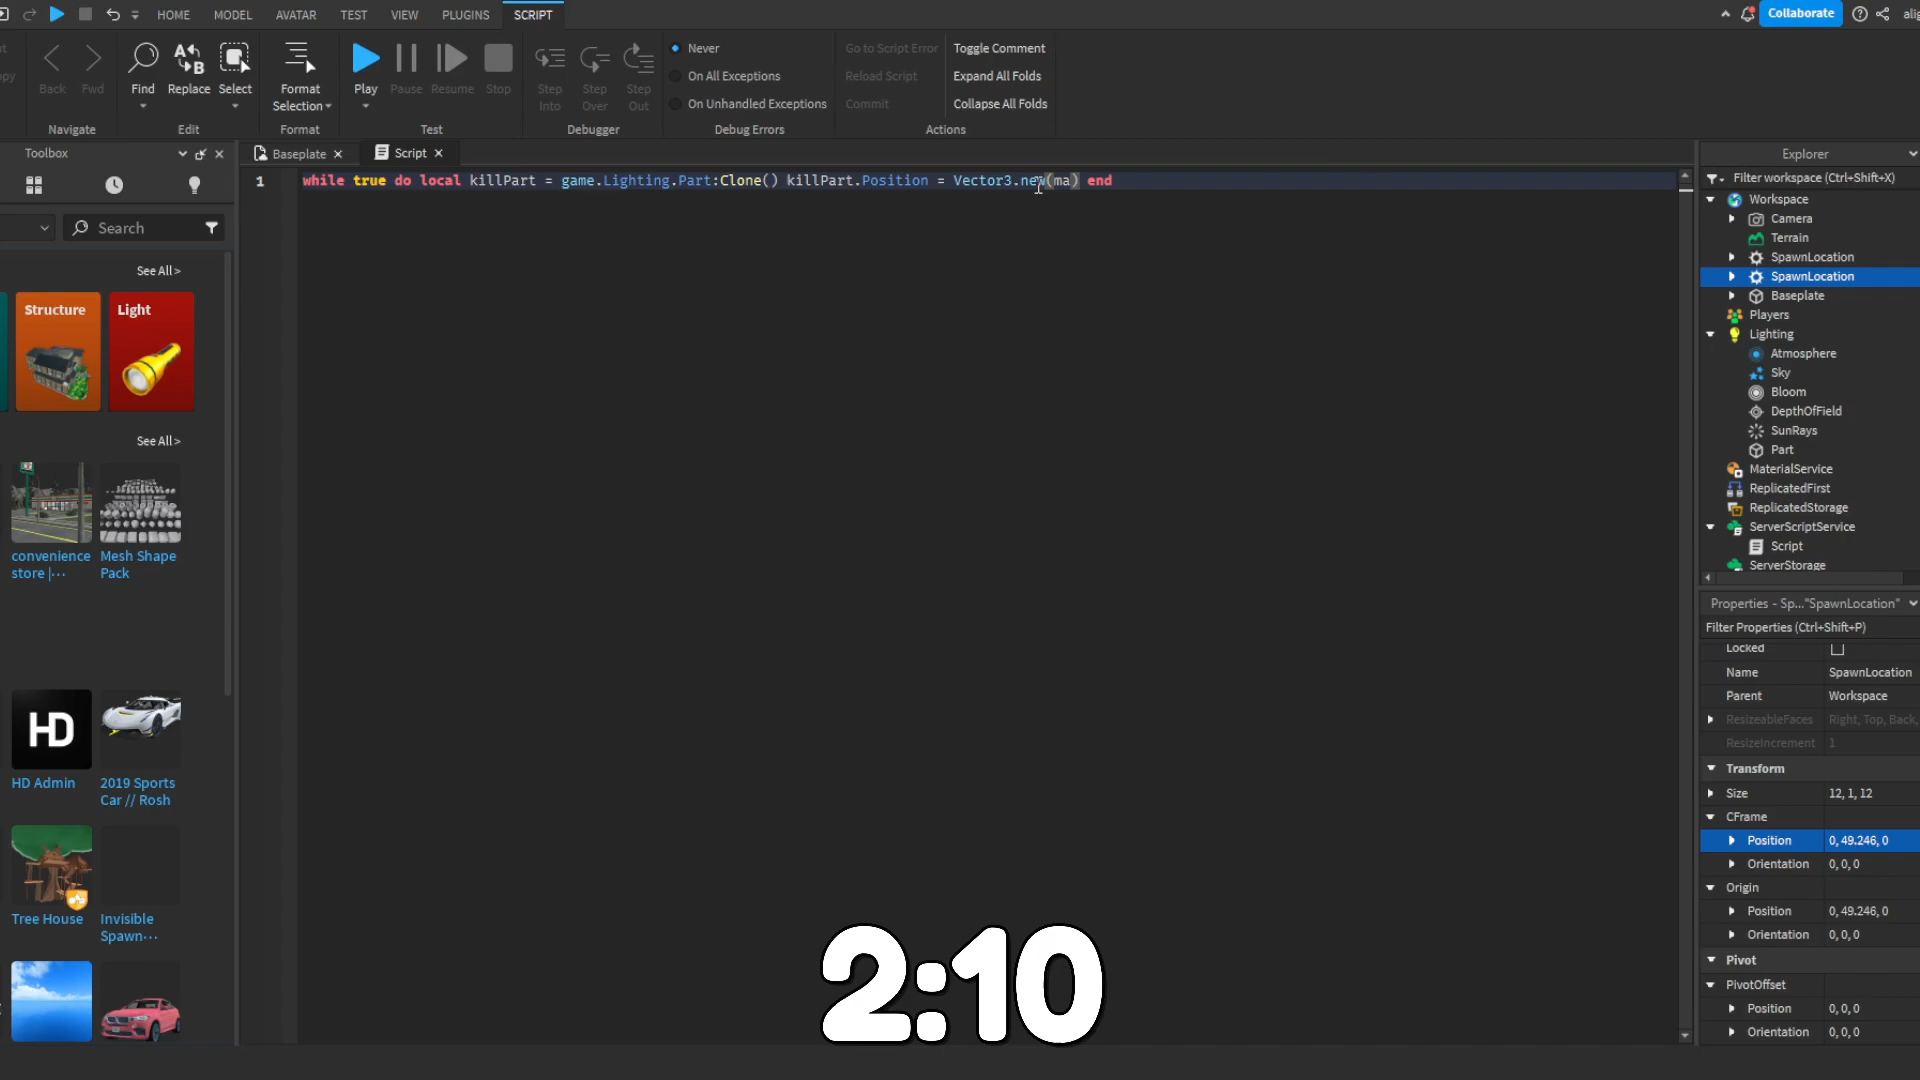 HOME MODEL AVATAR TEST VIEW PLUGINS SCRIPT
Collaborate
Back Fwd
Navigate
Find Replace Select
Edit
Format
Selection
Format
Play Pause Resume Stop
Test
Step
Into
Step
Over
Step
Out
Debugger
Never
On All Exceptions
On Unhandled Exceptions
Debug Errors
Go to Script Error
Reload Script
Commit
Toggle Comment
Expand All Folds
Collapse All Folds
Actions
Toolbox
Search
See All >
Structure
Light
See All >
convenience
store |...
Mesh Shape
Pack
HD
HD Admin
2019 Sports
Car // Rosh
Tree House
Invisible
Spawn...
Baseplate
Script
1 while true do local killPart = game.Lighting.Part:Clone() killPart.Position = Vector3.new(ma) end
2:10
Explorer
Filter workspace (Ctrl+Shift+X)
Workspace
Camera
Terrain
SpawnLocation
SpawnLocation
Baseplate
Players
Lighting
Atmosphere
Sky
Bloom
DepthOfField
SunRays
Part
MaterialService
ReplicatedFirst
ReplicatedStorage
ServerScriptService
Script
ServerStorage
Properties - Sp..."SpawnLocation"
Filter Properties (Ctrl+Shift+P)
Locked
Name SpawnLocation
Parent Workspace
ResizeableFaces Right, Top, Back,
ResizeIncrement 1
Transform
Size 12, 1, 12
CFrame
Position 0, 49.246, 0
Orientation 0, 0, 0
Origin
Position 0, 49.246, 0
Orientation 0, 0, 0
Pivot
PivotOffset
Position 0, 0, 0
Orientation 0, 0, 0